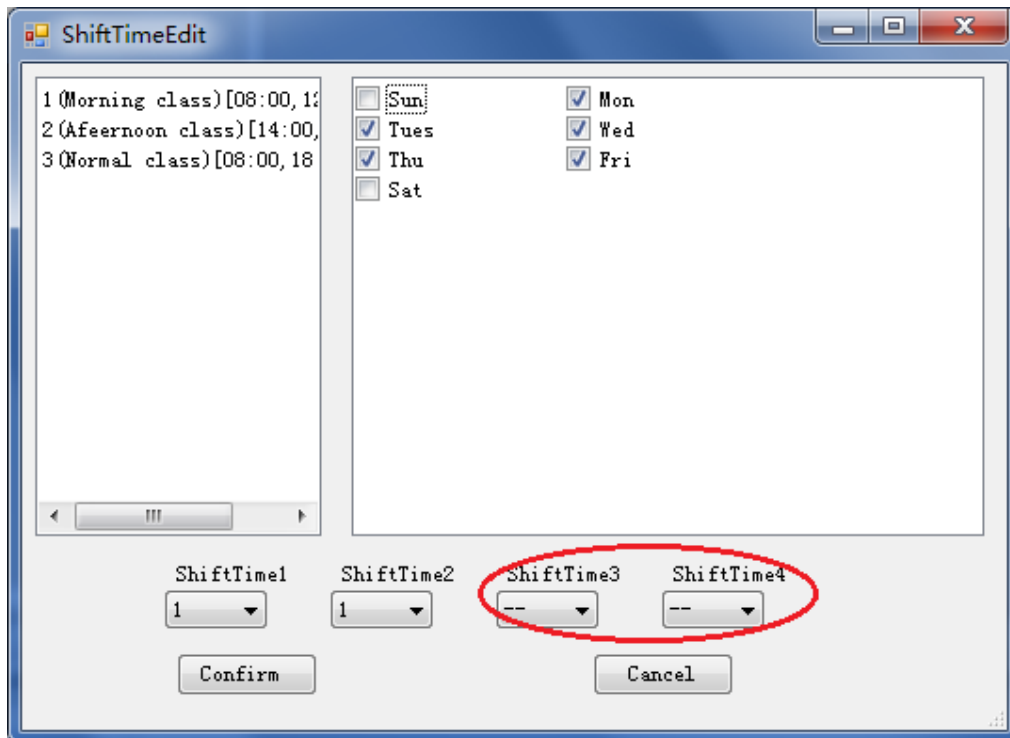 ShiftTimeEdit
1(Morning class)[08:00,12
2(Afeernoon class)[14:00,
3(Normal class)[08:00,18
Sun Mon
Tues Wed
Thu Fri
Sat
ShiftTime1 ShiftTime2 ShiftTime3 ShiftTime4
1 1 -- --
Confirm Cancel